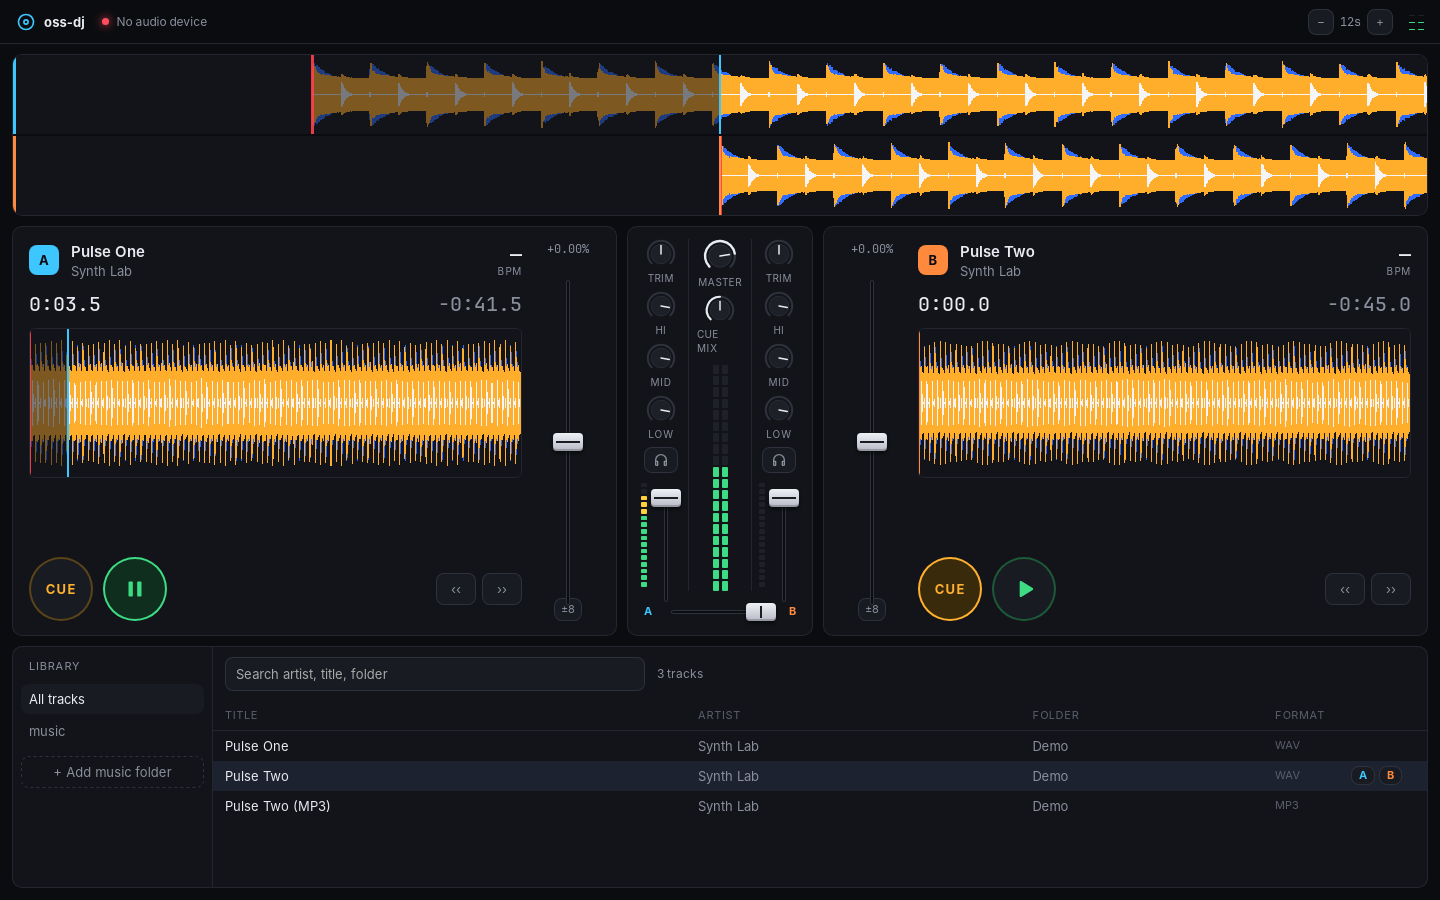 oss-dj
No audio device
− 12s +
A
Pulse One
Synth Lab
–
BPM
0:03.5
-0:41.5
CUE
‹‹ ››
+0.00%
±8
TRIM
HI
MID
LOW
MASTER
CUE
MIX
TRIM
HI
MID
LOW
A
B
+0.00%
±8
B
Pulse Two
Synth Lab
–
BPM
0:00.0
-0:45.0
CUE
‹‹ ››
LIBRARY
All tracks
music
+ Add music folder
Search artist, title, folder
3 tracks
TITLE ARTIST FOLDER FORMAT
Pulse One Synth Lab Demo WAV
Pulse Two Synth Lab Demo WAV A B
Pulse Two (MP3) Synth Lab Demo MP3